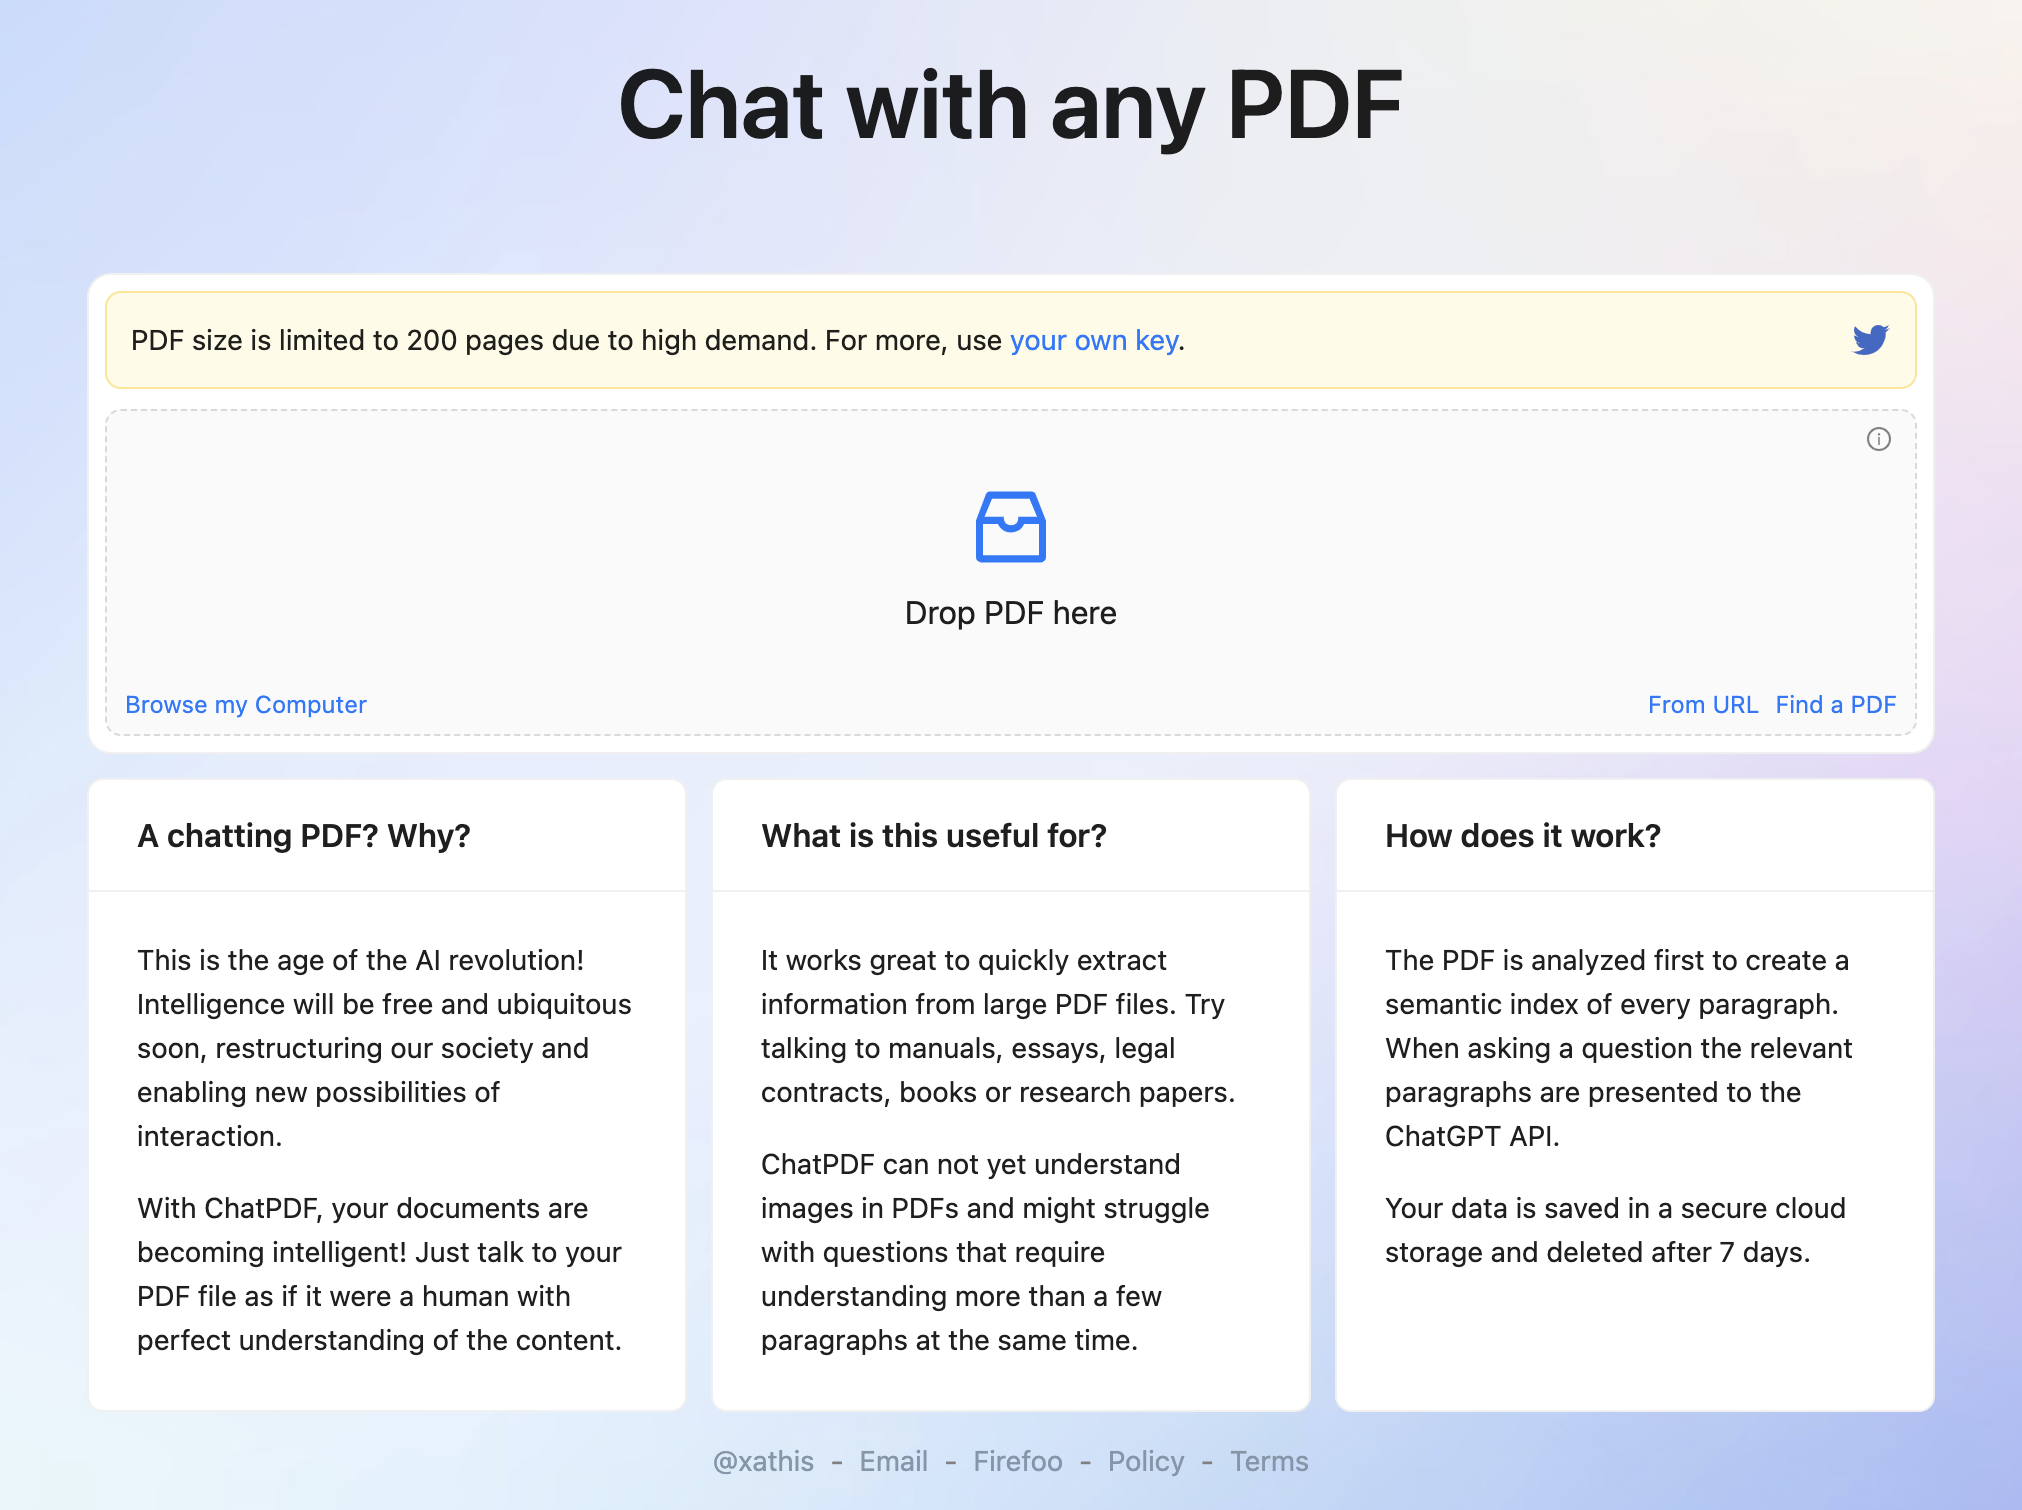 Chat with any PDF
PDF size is limited to 200 pages due to high demand. For more, use your own key.
Drop PDF here
Browse my Computer
From URL Find a PDF
A chatting PDF? Why?
This is the age of the AI revolution!
Intelligence will be free and ubiquitous
soon, restructuring our society and
enabling new possibilities of
interaction.
With ChatPDF, your documents are
becoming intelligent! Just talk to your
PDF file as if it were a human with
perfect understanding of the content.
What is this useful for?
It works great to quickly extract
information from large PDF files. Try
talking to manuals, essays, legal
contracts, books or research papers.
ChatPDF can not yet understand
images in PDFs and might struggle
with questions that require
understanding more than a few
paragraphs at the same time.
How does it work?
The PDF is analyzed first to create a
semantic index of every paragraph.
When asking a question the relevant
paragraphs are presented to the
ChatGPT API.
Your data is saved in a secure cloud
storage and deleted after 7 days.
@xathis - Email - Firefoo - Policy - Terms